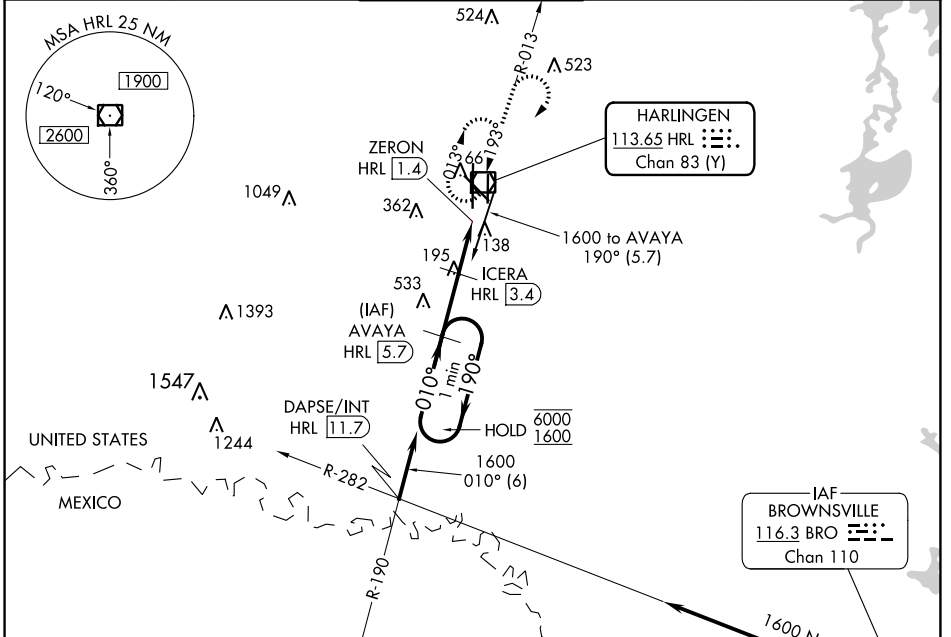 MSA HRL 25 NM
1900
120°
2600
360°
524
R-013
523
HARLINGEN
113.65 HRL
Chan 83 (Y)
ZERON
HRL 1.4
013°
66
193°
1049
362
138
1600 to AVAYA
190° (5.7)
195
ICERA
HRL 3.4
533
(IAF)
AVAYA
HRL 5.7
1393
010°
1 min
190°
1547
1244
DAPSE/INT
HRL 11.7
HOLD
6000
1600
UNITED STATES
MEXICO
R-282
1600
010° (6)
R-190
IAF
BROWNSVILLE
116.3 BRO
Chan 110
1600